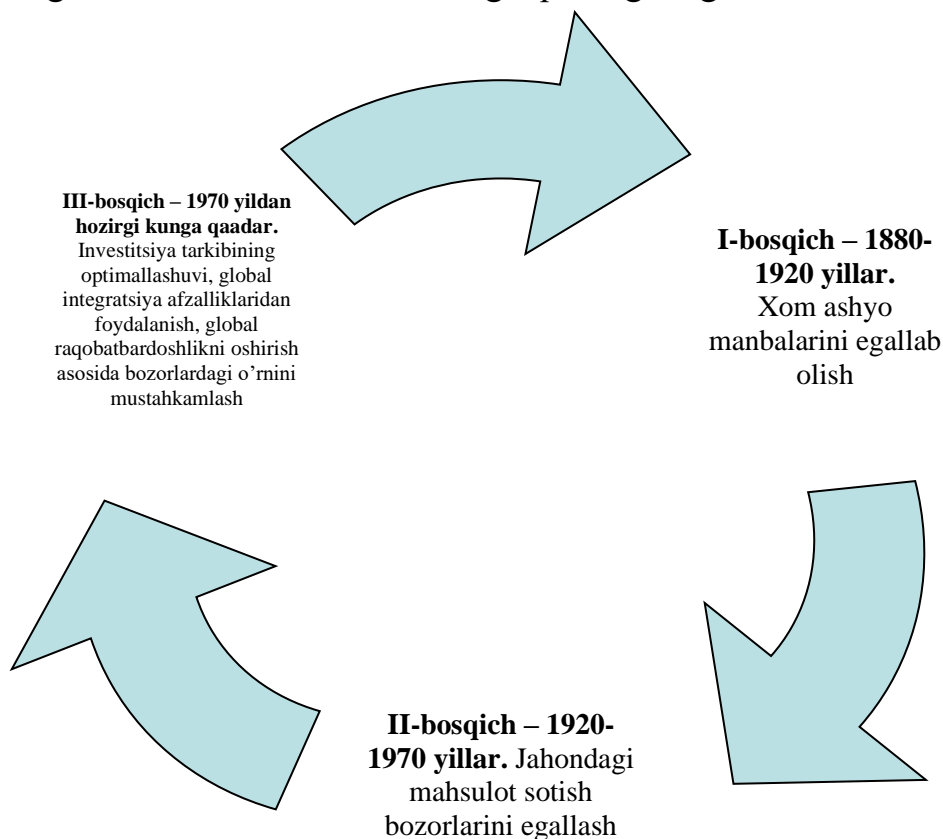 III-bosqich – 1970 yildan
hozirgi kunga qaadar.
Investitsiya tarkibining
optimallashuvi, global
integratsiya afzalliklaridan
foydalanish, global
raqobatbardoshlikni oshirish
asosida bozorlardagi o’rnini
mustahkamlash
I-bosqich – 1880-
1920 yillar.
Xom ashyo
manbalarini egallab
olish
II-bosqich – 1920-
1970 yillar. Jahondagi
mahsulot sotish
bozorlarini egallash